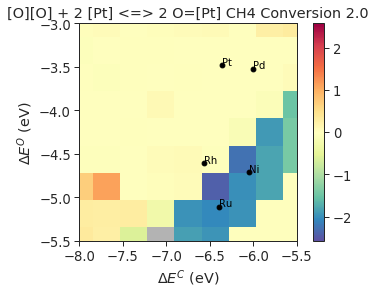 [O][O] + 2 [Pt] <=> 2 O=[Pt] CH4 Conversion 2.0
−3.0
−3.5
−4.0
−4.5
−5.0
−5.5
ΔE^O (eV)
Pt
Pd
Rh
Ni
Ru
−8.0 −7.5 −7.0 −6.5 −6.0 −5.5
ΔE^C (eV)
2
1
0
−1
−2